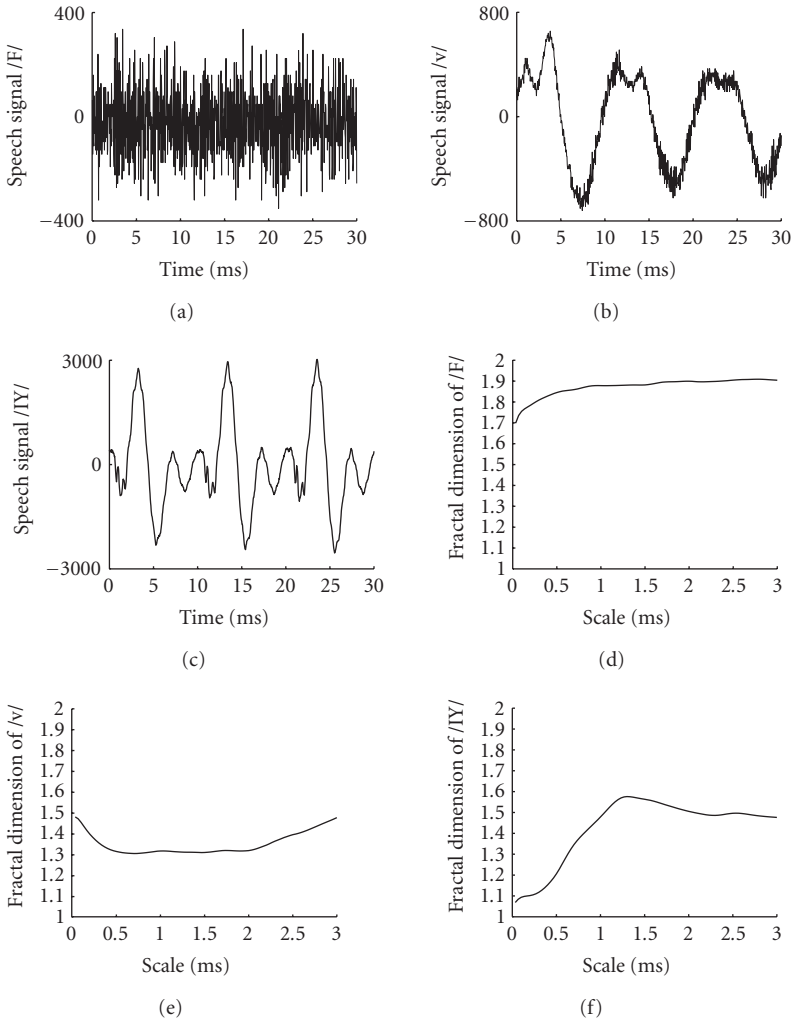 Speech signal /F/
400
0
−400
0 5 10 15 20 25 30
Time (ms)
(a)
Speech signal /v/
800
0
−800
0 5 10 15 20 25 30
Time (ms)
(b)
Speech signal /IY/
3000
0
−3000
0 5 10 15 20 25 30
Time (ms)
(c)
Fractal dimension of /F/
2
1.9
1.8
1.7
1.6
1.5
1.4
1.3
1.2
1.1
1
0 0.5 1 1.5 2 2.5 3
Scale (ms)
(d)
Fractal dimension of /v/
2
1.9
1.8
1.7
1.6
1.5
1.4
1.3
1.2
1.1
1
0 0.5 1 1.5 2 2.5 3
Scale (ms)
(e)
Fractal dimension of /IY/
2
1.9
1.8
1.7
1.6
1.5
1.4
1.3
1.2
1.1
1
0 0.5 1 1.5 2 2.5 3
Scale (ms)
(f)